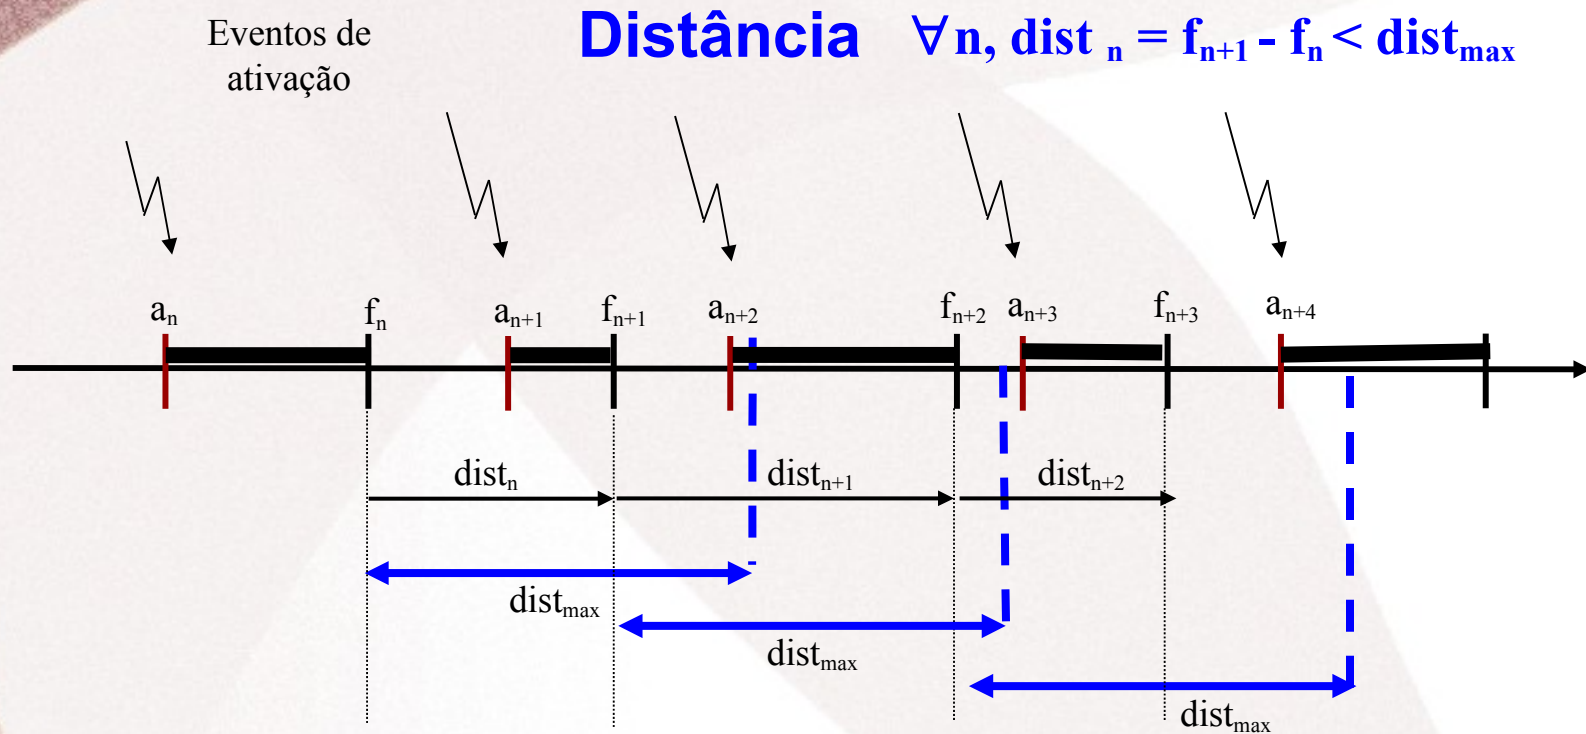 Eventos de
ativação
Distância ∀n, dist n = fn+1 - fn < distmax
an fn an+1 fn+1 an+2 fn+2 an+3 fn+3 an+4
distn distn+1 distn+2
distmax
distmax
distmax